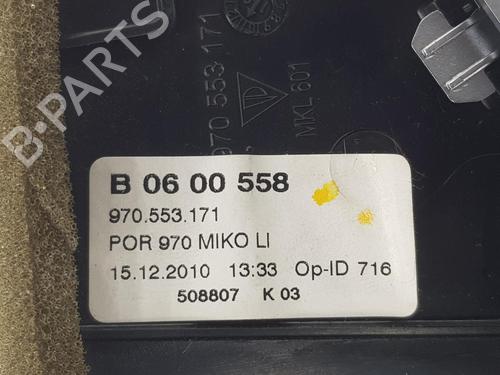 B-PARTS
970 553 171
MKL 601
B 06 00 558
970.553.171
POR 970 MIKO LI
15.12.2010 13:33 Op-ID 716
508807 K 03